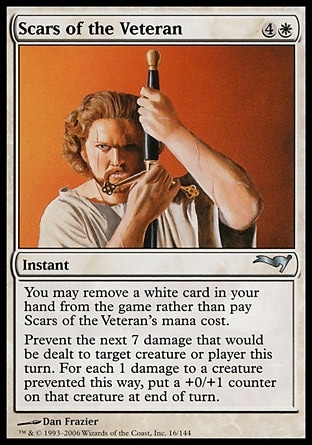 Scars of the Veteran 4
Instant
You may remove a white card in your
hand from the game rather than pay
Scars of the Veteran's mana cost.
Prevent the next 7 damage that would
be dealt to target creature or player this
turn. For each 1 damage to a creature
prevented this way, put a +0/+1 counter
on that creature at end of turn.
Dan Frazier
™ & © 1993–2006 Wizards of the Coast, Inc. 16/144